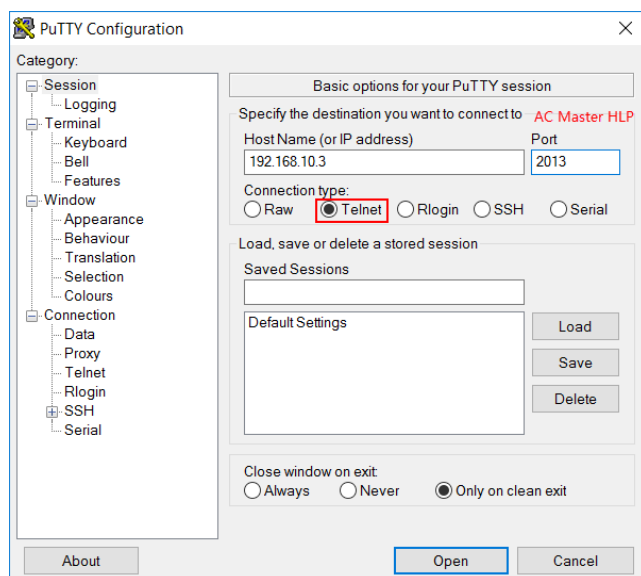 PuTTY Configuration
Category:
Session
Logging
Terminal
Keyboard
Bell
Features
Window
Appearance
Behaviour
Translation
Selection
Colours
Connection
Data
Proxy
Telnet
Rlogin
SSH
Serial
Basic options for your PuTTY session
Specify the destination you want to connect to AC Master HLP
Host Name (or IP address) Port
192.168.10.3 2013
Connection type:
Raw Telnet Rlogin SSH Serial
Load, save or delete a stored session
Saved Sessions
Default Settings
Load
Save
Delete
Close window on exit:
Always Never Only on clean exit
About Open Cancel